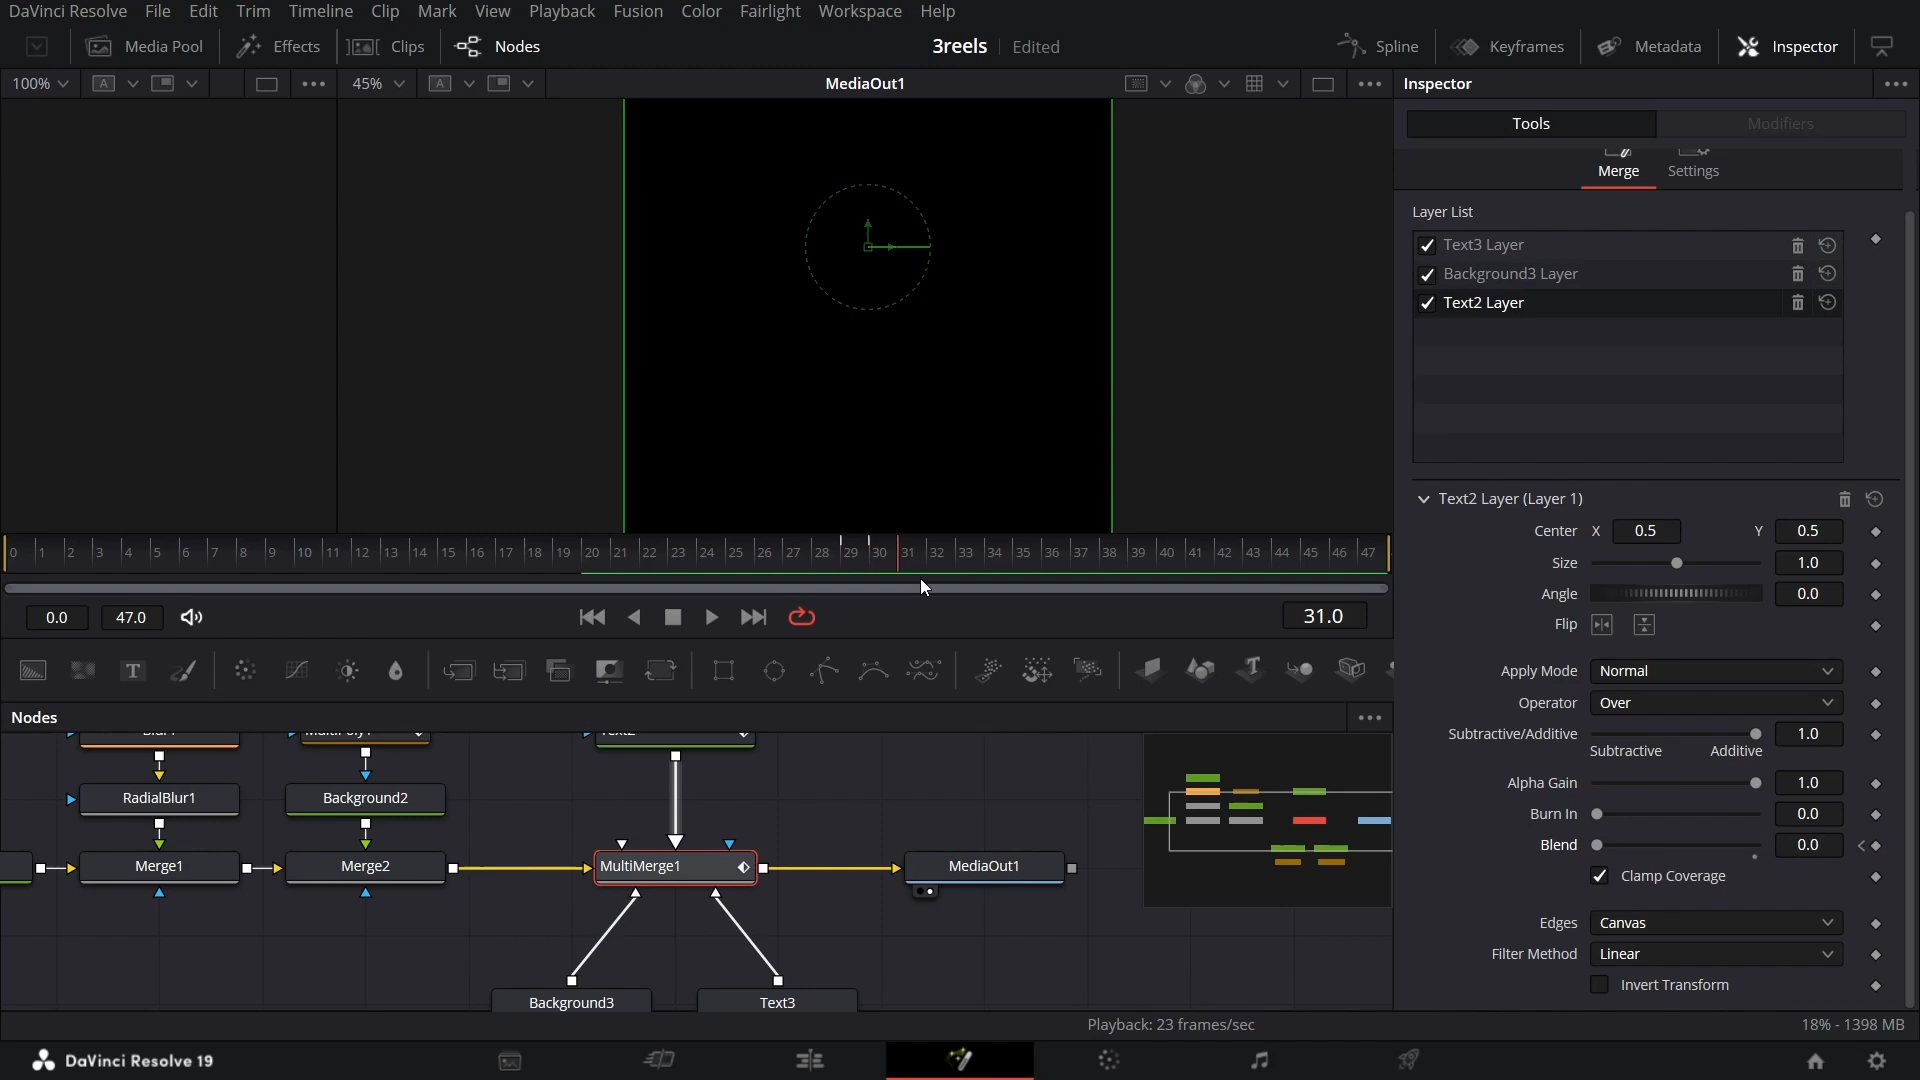 DaVinci Resolve File Edit Trim Timeline Clip Mark View Playback Fusion Color Fairlight Workspace Help
Media Pool Effects Clips Nodes 3reels Edited Spline Keyframes Metadata Inspector
100% A 45% A MediaOut1 Inspector
Tools Modifiers
Merge Settings
Layer List
Text3 Layer
Background3 Layer
Text2 Layer
Text2 Layer (Layer 1)
Center X 0.5 Y 0.5
0 1 2 3 4 5 6 7 8 9 10 11 12 13 14 15 16 17 18 19 20 21 22 23 24 25 26 27 28 29 30 31 32 33 34 35 36 37 38 39 40 41 42 43 44 45 46 47
Size 1.0
Angle 0.0
0.0 47.0 31.0
Flip
Apply Mode Normal
Operator Over
Nodes
Subtractive/Additive 1.0
Subtractive Additive
Alpha Gain 1.0
RadialBlur1 Background2
Burn In 0.0
Blend 0.0
Merge1 Merge2 MultiMerge1 MediaOut1
Clamp Coverage
Edges Canvas
Filter Method Linear
Invert Transform
Background3 Text3
Playback: 23 frames/sec 18% - 1398 MB
DaVinci Resolve 19